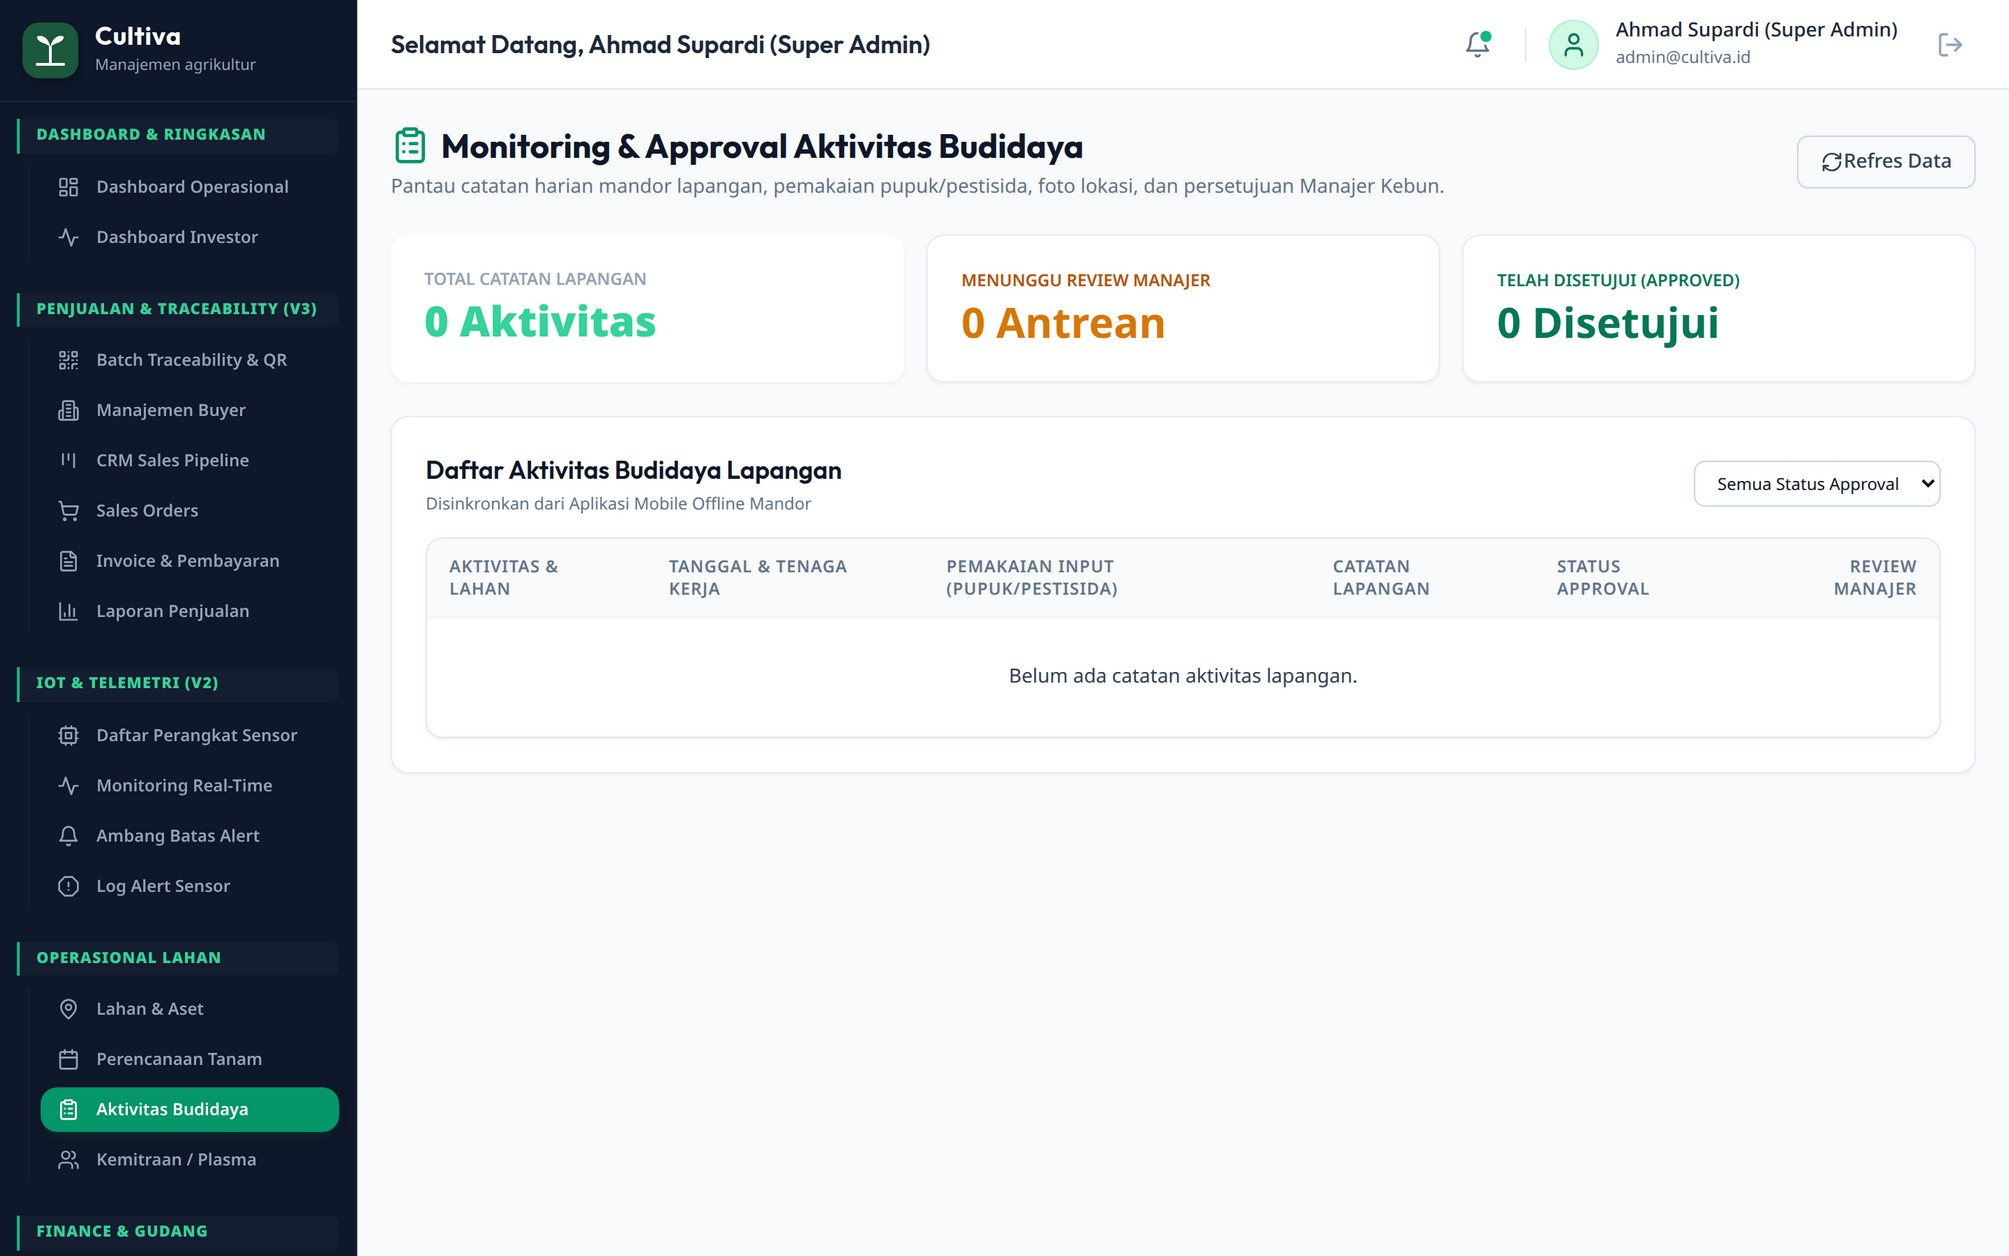 Cultiva
Manajemen agrikultur
DASHBOARD & RINGKASAN
Dashboard Operasional
Dashboard Investor
PENJUALAN & TRACEABILITY (V3)
Batch Traceability & QR
Manajemen Buyer
CRM Sales Pipeline
Sales Orders
Invoice & Pembayaran
Laporan Penjualan
IOT & TELEMETRI (V2)
Daftar Perangkat Sensor
Monitoring Real-Time
Ambang Batas Alert
Log Alert Sensor
OPERASIONAL LAHAN
Lahan & Aset
Perencanaan Tanam
Aktivitas Budidaya
Kemitraan / Plasma
FINANCE & GUDANG
Selamat Datang, Ahmad Supardi (Super Admin)
Ahmad Supardi (Super Admin)
admin@cultiva.id
Monitoring & Approval Aktivitas Budidaya
Pantau catatan harian mandor lapangan, pemakaian pupuk/pestisida, foto lokasi, dan persetujuan Manajer Kebun.
Refres Data
TOTAL CATATAN LAPANGAN
0 Aktivitas
MENUNGGU REVIEW MANAJER
0 Antrean
TELAH DISETUJUI (APPROVED)
0 Disetujui
Daftar Aktivitas Budidaya Lapangan
Disinkronkan dari Aplikasi Mobile Offline Mandor
Semua Status Approval
AKTIVITAS &
LAHAN
TANGGAL & TENAGA
KERJA
PEMAKAIAN INPUT
(PUPUK/PESTISIDA)
CATATAN
LAPANGAN
STATUS
APPROVAL
REVIEW
MANAJER
Belum ada catatan aktivitas lapangan.